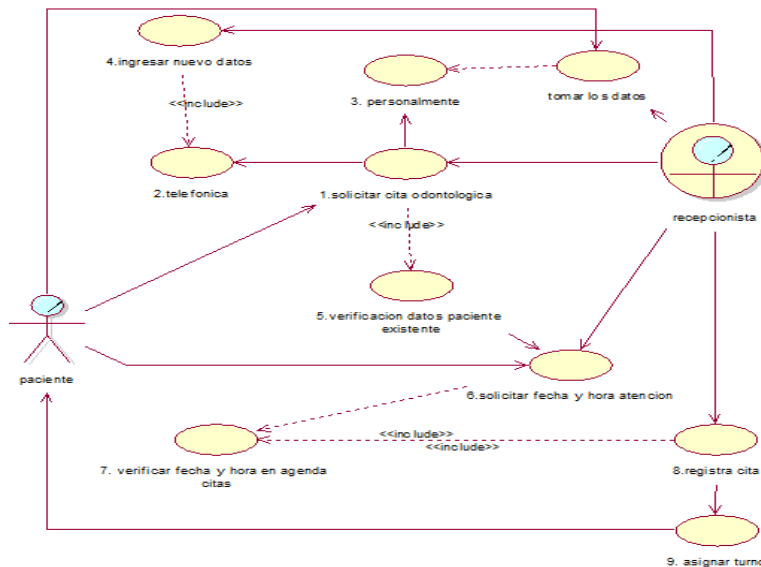 4.ingresar nuevo datos
3. personalmente
tomar los datos
<<include>>
2.telefonica
1.solicitar cita odontologica
<<include>>
recepcionista
5.verificacion datos paciente
existente
paciente
6.solicitar fecha y hora atencion
<<include>>
<<include>>
7. verificar fecha y hora en agenda
citas
8.registra cita
9. asignar turno